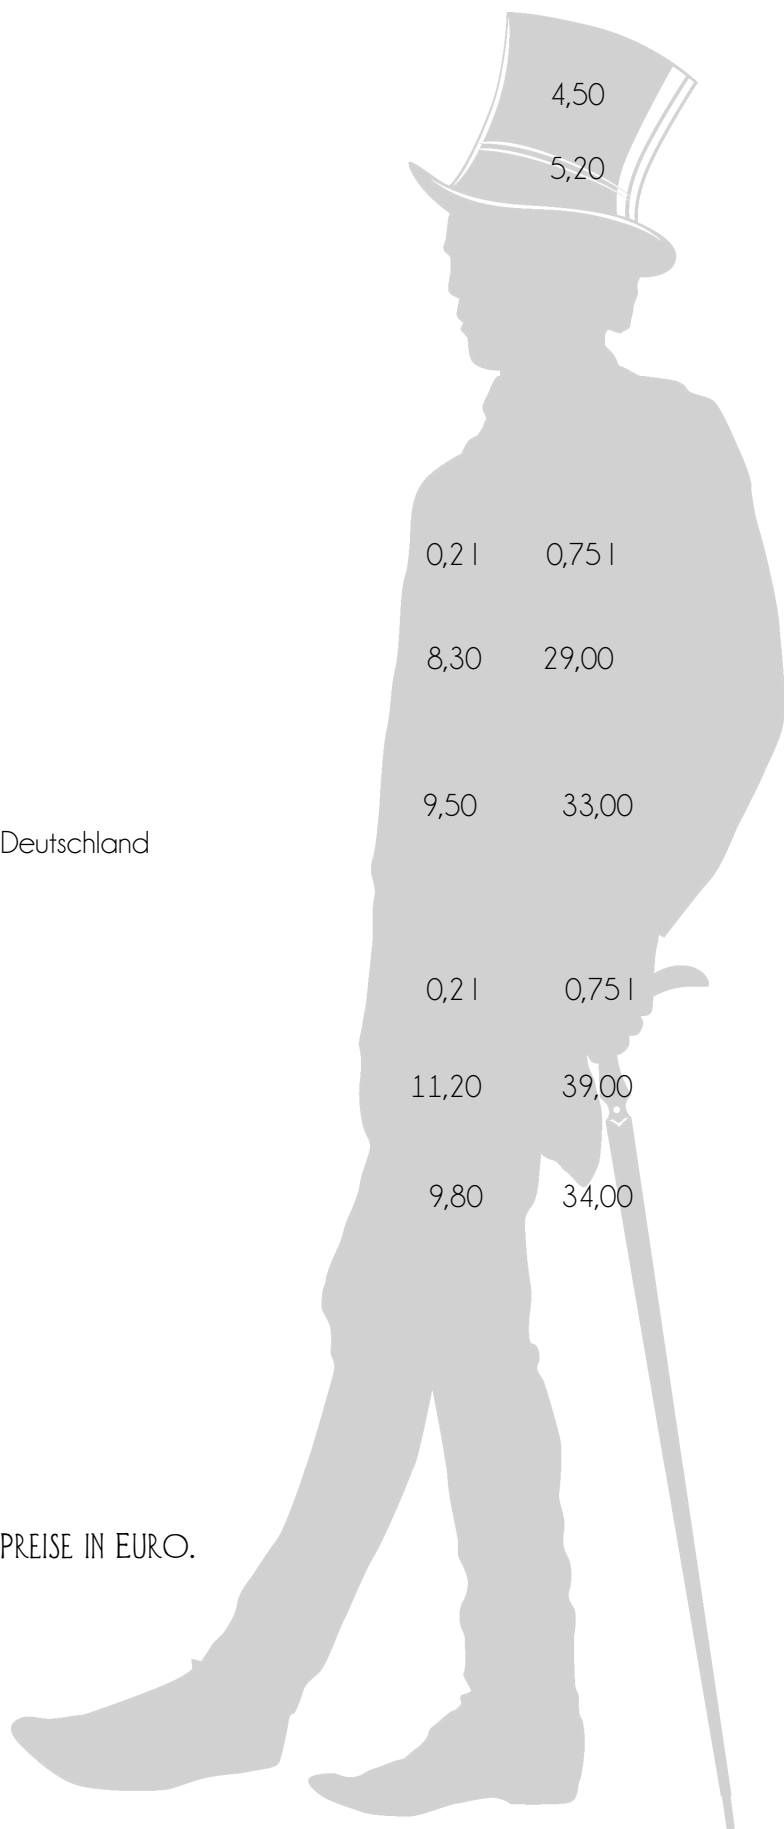 4,50
5,20
0,2 l 0,75 l
8,30 29,00
9,50 33,00
Deutschland
0,2 l 0,75 l
11,20 39,00
9,80 34,00
PREISE IN EURO.